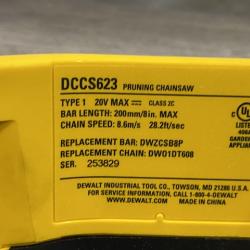 DCCS623 PRUNING CHAINSAW
TYPE 1 20V MAX CLASS 2C
BAR LENGTH: 200mm/8in. MAX
CHAIN SPEED: 8.6m/s 28.2ft/sec
REPLACEMENT BAR: DWZCSB8P
REPLACEMENT CHAIN: DWO1DT608
SER. 253829
UL
LISTED
DEWALT INDUSTRIAL TOOL CO., TOWSON, MD 21286 U.S.A.
FOR SERVICE INFORMATION, CALL 1-800-4-DEWALT
www.DEWALT.com MADE IN CHINA